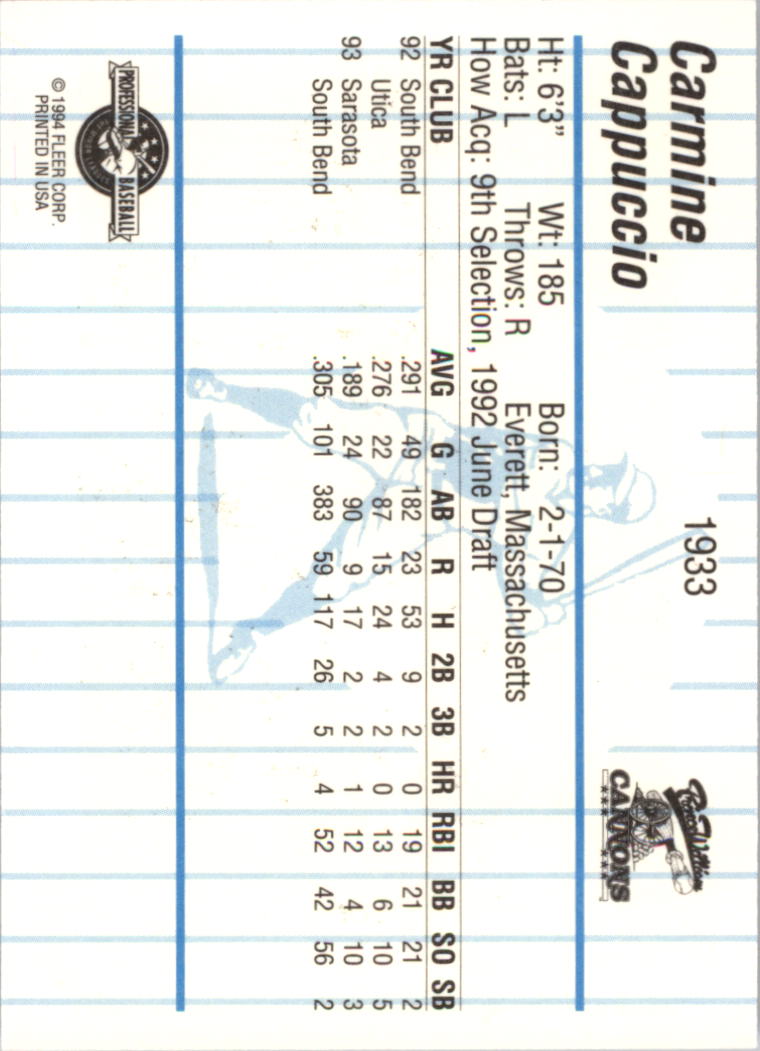 Carmine
Cappuccio
1933
Prince William
CANNONS
Ht: 6'3" Wt: 185 Born: 2-1-70
Bats: L Throws: R Everett, Massachusetts
How Acq: 9th Selection, 1992 June Draft
YR CLUB AVG G AB R H 2B 3B HR RBI BB SO SB
92 South Bend .291 49 182 23 53 9 2 0 19 21 21 2
Utica .276 22 87 15 24 4 2 0 13 6 10 5
93 Sarasota .189 24 90 9 17 2 2 1 12 4 10 3
South Bend .305 101 383 59 117 26 5 4 52 42 56 2
PROFESSIONAL BASEBALL
© 1994 FLEER CORP.
PRINTED IN USA